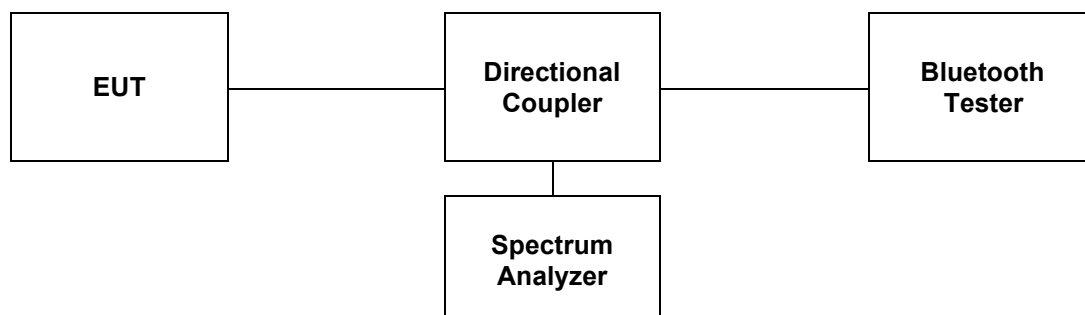 EUT
Directional
Coupler
Bluetooth
Tester
Spectrum
Analyzer